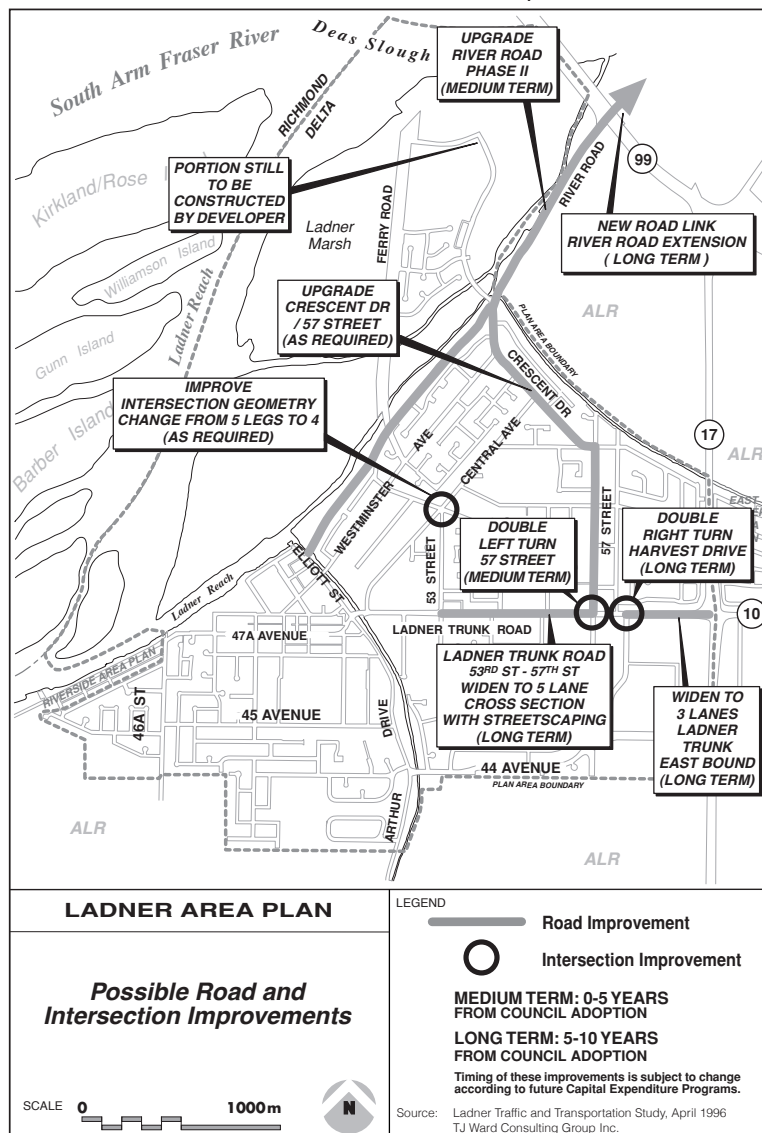 South Arm Fraser River
Deas Slough
RICHMOND
DELTA
UPGRADE
RIVER ROAD
PHASE II
(MEDIUM TERM)
RIVER ROAD
99
PORTION STILL
TO BE
CONSTRUCTED
BY DEVELOPER
Kirkland/Rose
Ladner
Marsh
FERRY ROAD
NEW ROAD LINK
RIVER ROAD EXTENSION
( LONG TERM )
Williamson Island
Ladner Reach
UPGRADE
CRESCENT DR
/ 57 STREET
(AS REQUIRED)
ALR
PLAN AREA BOUNDARY
Gunn Island
CRESCENT DR
IMPROVE
INTERSECTION GEOMETRY
CHANGE FROM 5 LEGS TO 4
(AS REQUIRED)
Barber Island
AVE
CENTRAL AVE
WESTMINSTER
17
ALR
EAST
57 STREET
DOUBLE
LEFT TURN
57 STREET
(MEDIUM TERM)
DOUBLE
RIGHT TURN
HARVEST DRIVE
(LONG TERM)
53 STREET
ELLIOTT ST
Ladner Reach
10
47A AVENUE
LADNER TRUNK ROAD
RIVERSIDE AREA PLAN
LADNER TRUNK ROAD
53RD ST - 57TH ST
WIDEN TO 5 LANE
CROSS SECTION
WITH STREETSCAPING
(LONG TERM)
WIDEN TO
3 LANES
LADNER
TRUNK
EAST BOUND
(LONG TERM)
46A ST
45 AVENUE
DRIVE
44 AVENUE
PLAN AREA BOUNDARY
ARTHUR
ALR
ALR
LADNER AREA PLAN
Possible Road and
Intersection Improvements
SCALE 0 1000m
N
LEGEND
Road Improvement
Intersection Improvement
MEDIUM TERM: 0-5 YEARS
FROM COUNCIL ADOPTION
LONG TERM: 5-10 YEARS
FROM COUNCIL ADOPTION
Timing of these improvements is subject to change
according to future Capital Expenditure Programs.
Source: Ladner Traffic and Transportation Study, April 1996
TJ Ward Consulting Group Inc.